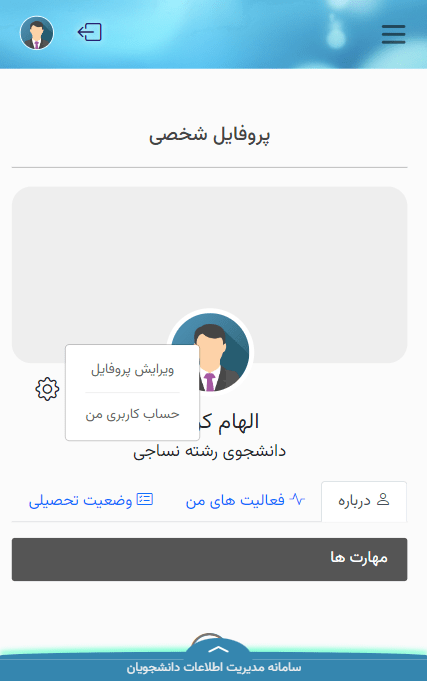 پروفایل شخصی
ویرایش پروفایل
حساب کاربری من
الهام
دانشجوی رشته نساجی
درباره
فعالیت های من
وضعیت تحصیلی
مهارت ها
سامانه مدیریت اطلاعات دانشجویان